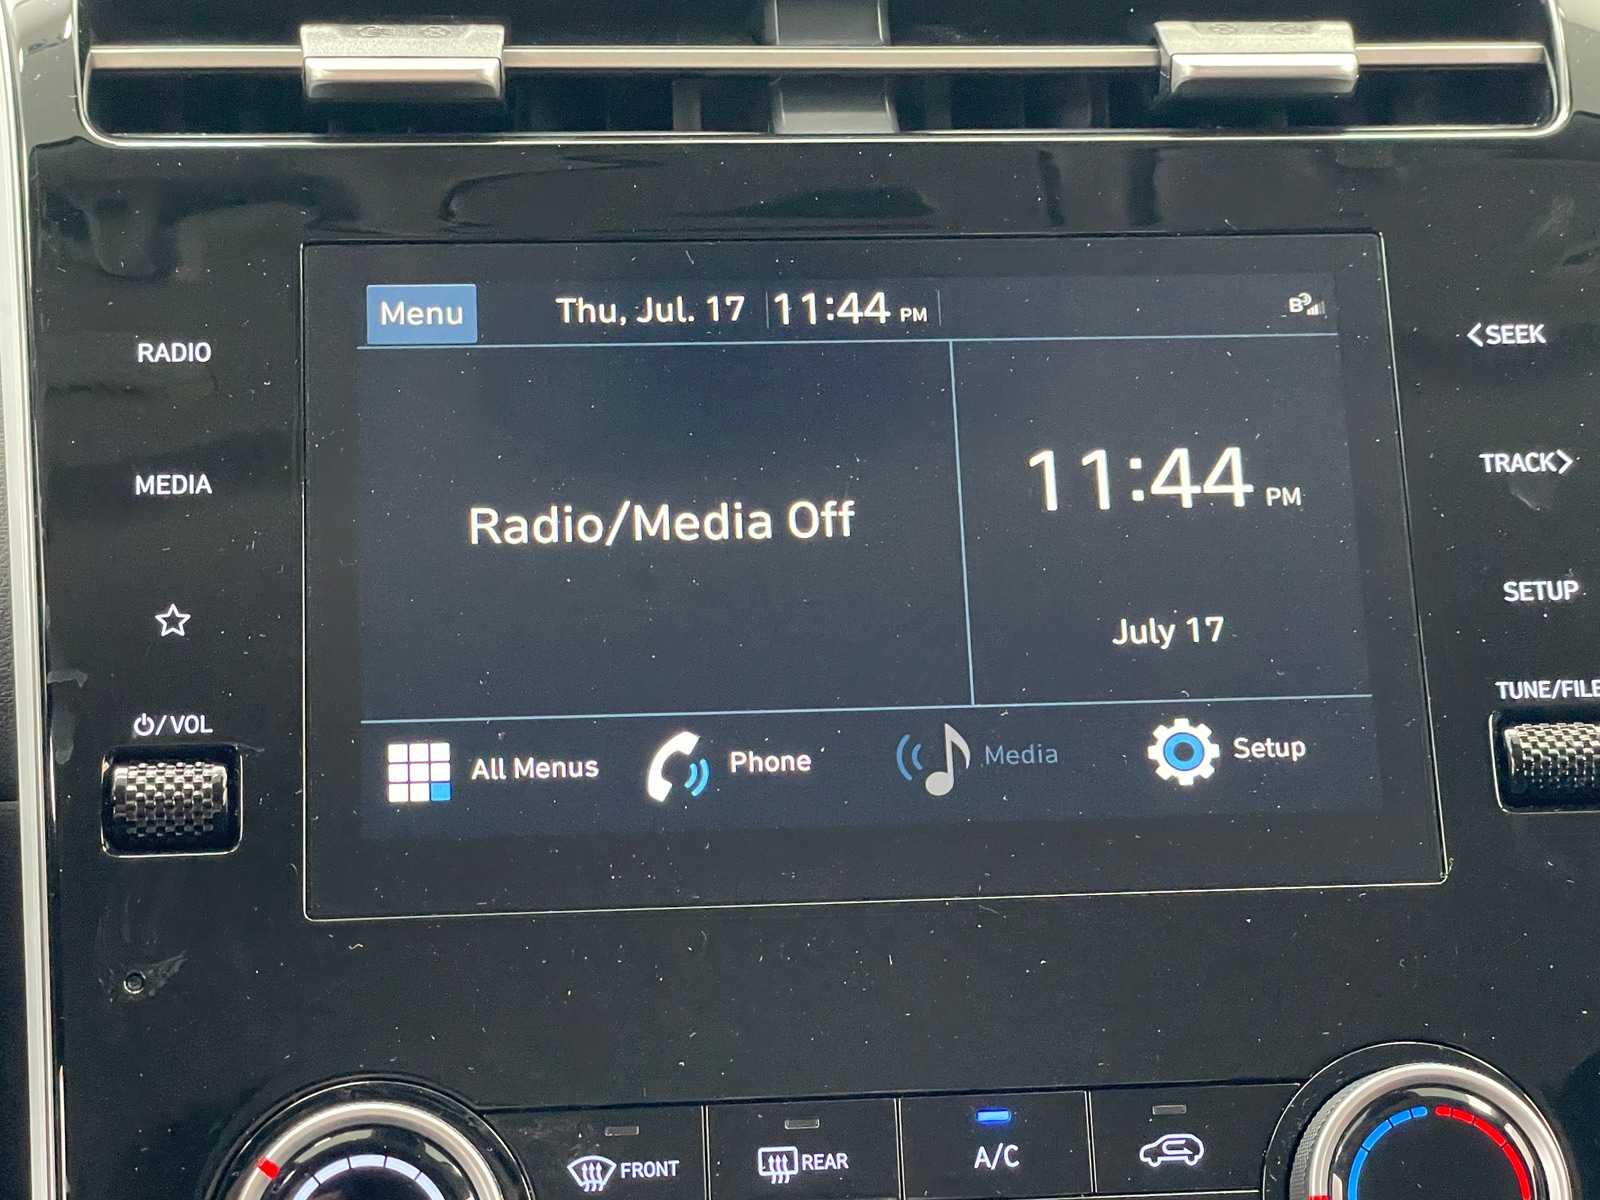 Menu
Thu, Jul. 17
11:44 PM
B
RADIO
MEDIA
/VOL
Radio/Media Off
11:44 PM
July 17
All Menus
Phone
Media
Setup
<SEEK
TRACK>
SETUP
TUNE/FILE
FRONT
REAR
A/C